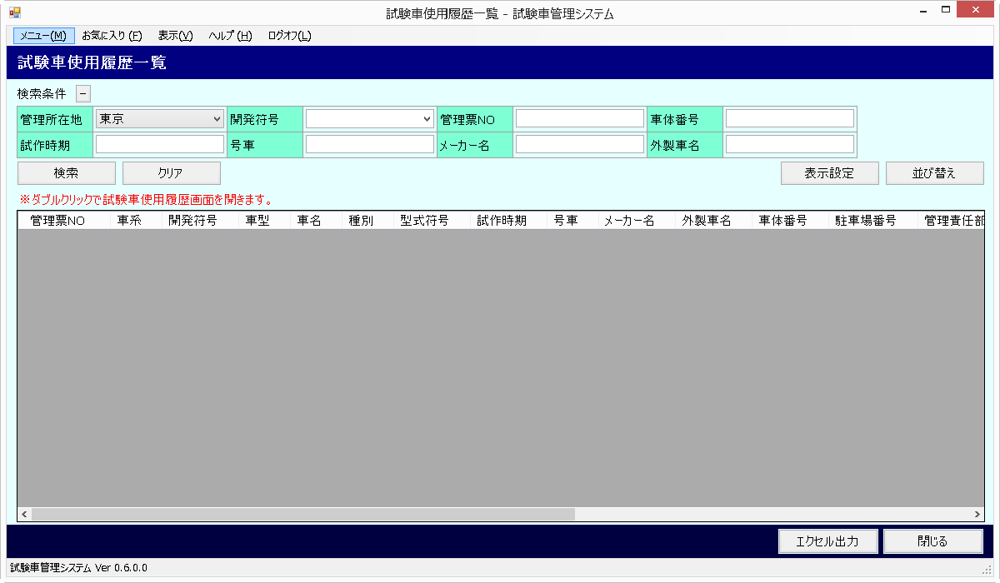 試験車使用履歴一覧 - 試験車管理システム
メニュー(M) お気に入り(F) 表示(V) ヘルプ(H) ログオフ(L)
試験車使用履歴一覧
検索条件 −
管理所在地 東京 開発符号 管理票NO 車体番号
試作時期 号車 メーカー名 外製車名
検索 クリア 表示設定 並び替え
※ダブルクリックで試験車使用履歴画面を開きます。
管理票NO 車系 開発符号 車型 車名 種別 型式符号 試作時期 号車 メーカー名 外製車名 車体番号 駐車場番号 管理責任部
エクセル出力 閉じる
試験車管理システム Ver 0.6.0.0